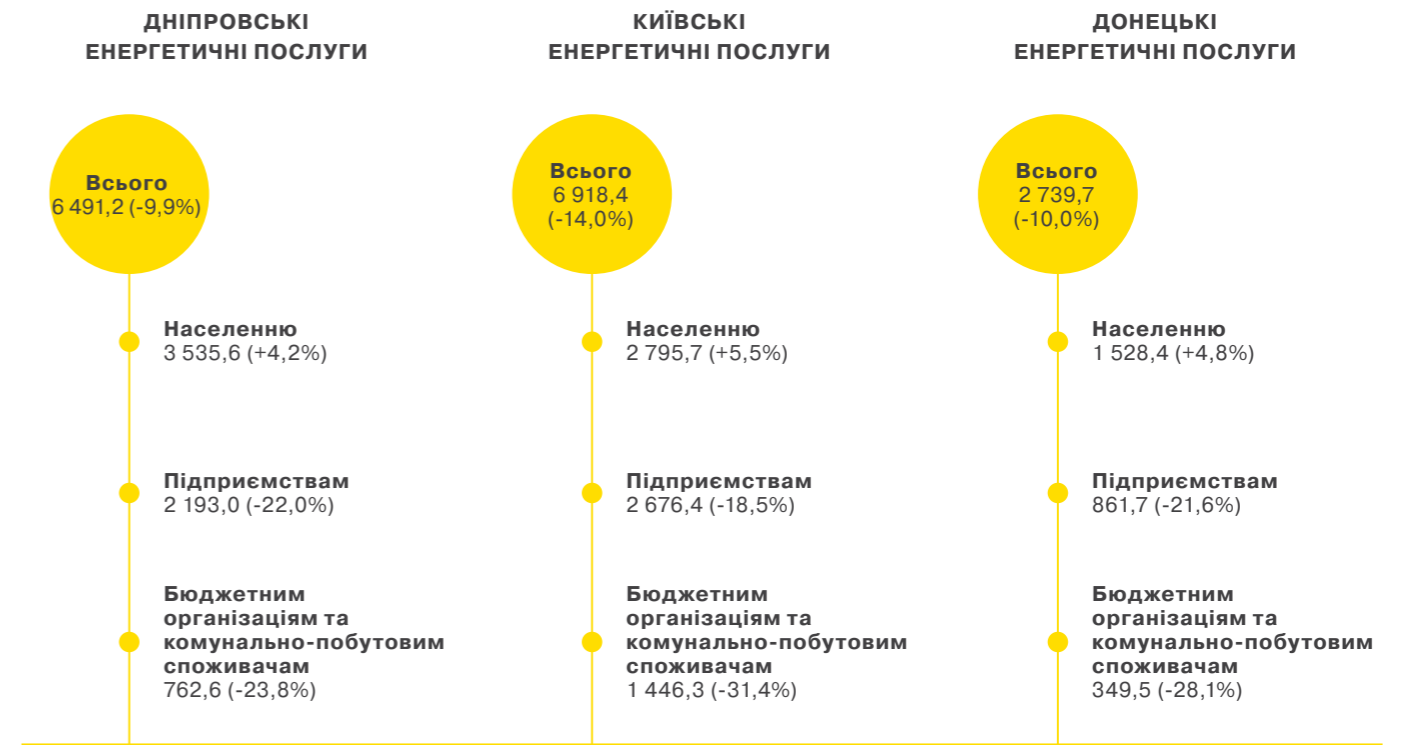 ДНІПРОВСЬКІ
ЕНЕРГЕТИЧНІ ПОСЛУГИ
Всього
6 491,2 (-9,9%)
Населенню
3 535,6 (+4,2%)
Підприємствам
2 193,0 (-22,0%)
Бюджетним
організаціям та
комунально-побутовим
споживачам
762,6 (-23,8%)
КИЇВСЬКІ
ЕНЕРГЕТИЧНІ ПОСЛУГИ
Всього
6 918,4
(-14,0%)
Населенню
2 795,7 (+5,5%)
Підприємствам
2 676,4 (-18,5%)
Бюджетним
організаціям та
комунально-побутовим
споживачам
1 446,3 (-31,4%)
ДОНЕЦЬКІ
ЕНЕРГЕТИЧНІ ПОСЛУГИ
Всього
2 739,7
(-10,0%)
Населенню
1 528,4 (+4,8%)
Підприємствам
861,7 (-21,6%)
Бюджетним
організаціям та
комунально-побутовим
споживачам
349,5 (-28,1%)